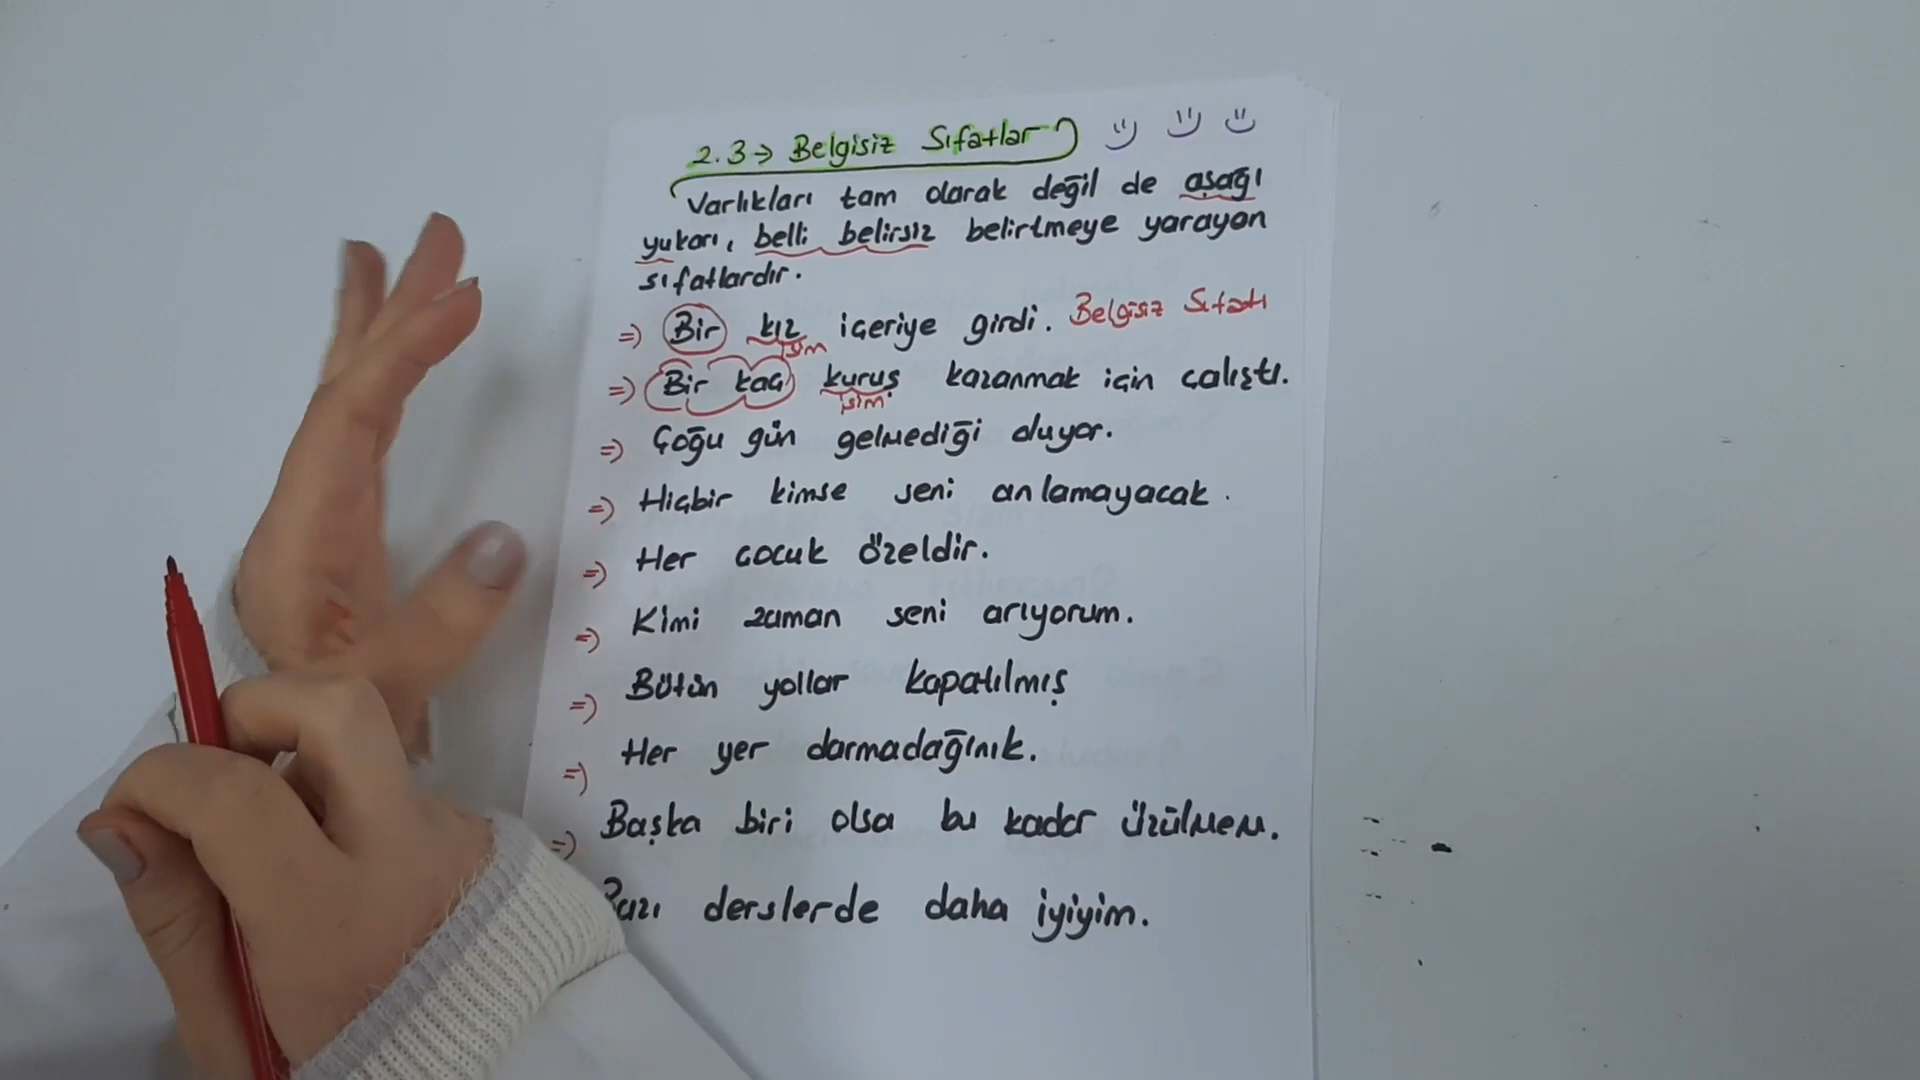 2.3→ Belgisiz Sıfatlar
Varlıkları tam olarak değil de aşağı
yukarı, belli belirsiz belirtmeye yarayan
sıfatlardır.
⇒ Bir kız içeriye girdi. Belgisiz Sıfatı
isim
⇒ Bir kaç kuruş kazanmak için çalıştı.
isim
⇒ Çoğu gün gelmediği oluyor.
⇒ Hiçbir kimse seni anlamayacak.
⇒ Her çocuk özeldir.
⇒ Kimi zaman seni arıyorum.
⇒ Bütün yollar kapatılmış
⇒ Her yer darmadağınık.
⇒ Başka biri olsa bu kadar üzülmem.
Bazı derslerde daha iyiyim.